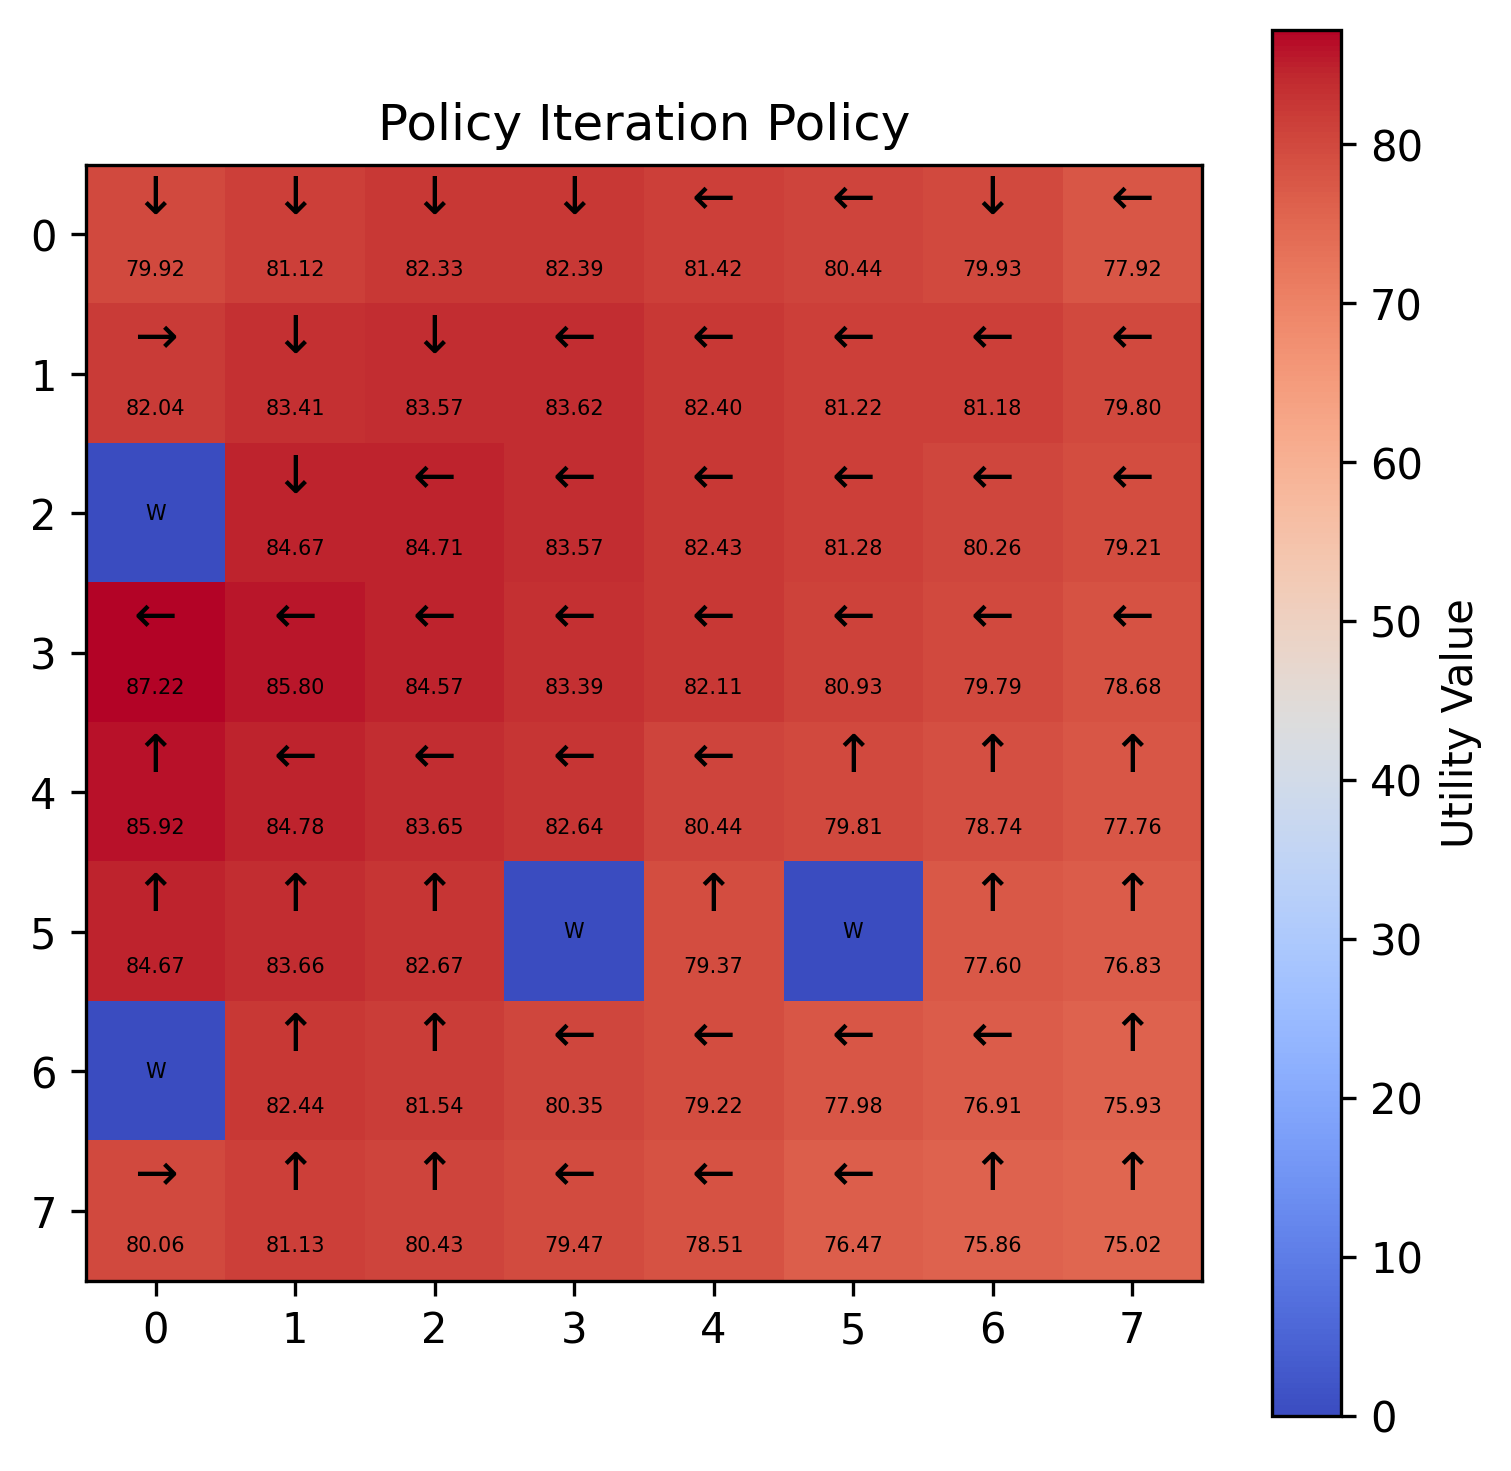 Policy Iteration Policy
0 ↓ ↓ ↓ ↓ ← ← ↓ ←
79.92 81.12 82.33 82.39 81.42 80.44 79.93 77.92
1 → ↓ ↓ ← ← ← ← ←
82.04 83.41 83.57 83.62 82.40 81.22 81.18 79.80
2 W ↓ ← ← ← ← ← ←
84.67 84.71 83.57 82.43 81.28 80.26 79.21
3 ← ← ← ← ← ← ← ←
87.22 85.80 84.57 83.39 82.11 80.93 79.79 78.68
4 ↑ ← ← ← ← ↑ ↑ ↑
85.92 84.78 83.65 82.64 80.44 79.81 78.74 77.76
5 ↑ ↑ ↑ W ↑ W ↑ ↑
84.67 83.66 82.67 79.37 77.60 76.83
6 W ↑ ↑ ← ← ← ← ↑
82.44 81.54 80.35 79.22 77.98 76.91 75.93
7 → ↑ ↑ ← ← ← ↑ ↑
80.06 81.13 80.43 79.47 78.51 76.47 75.86 75.02
0 1 2 3 4 5 6 7
80
70
60
50
40
30
20
10
0
Utility Value